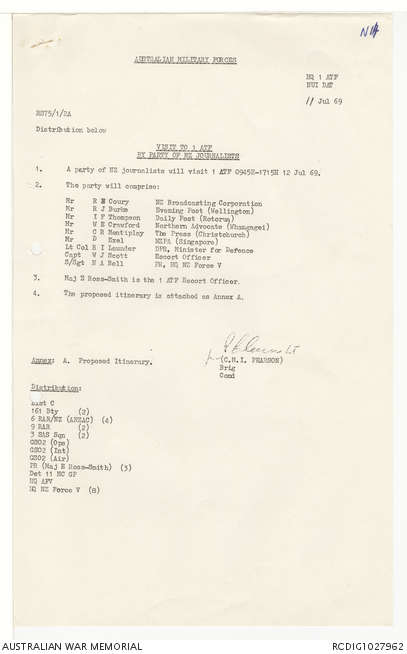 N14
AUSTRALIAN MILITARY FORCES
HQ 1 ATF
NUI DAT
11 Jul 69
R875/1/2A
Distribution below
VISIT TO 1 ATF
BY PARTY OF NZ JOURNALISTS
1. A party of NZ journalists will visit 1 ATF 0945H-1715H 12 Jul 69.
2. The party will comprise:
Mr R E Coury NZ Broadcasting Corporation
Mr R J Burke Evening Post (Wellington)
Mr I F Thompson Daily Post (Rotorua)
Mr W E Crawford Northern Advocate (Whangagei)
Mr C R Mentiplay The Press (Christchurch)
Mr D Exel NZPA (Singapore)
Lt Col R I Launder DPR, Minister for Defence
Capt W J Scott Escort Officer
S/Sgt N A Bell PR, HQ NZ Force V
3. Maj E Ross-Smith is the 1 ATF Escort Officer.
4. The proposed itinerary is attached as Annex A.
(C.M.I. PEARSON)
Annex: A. Proposed Itinerary.
Brig
Comd
Distribution:
List C
161 Bty (2)
6 RAR/NZ (ANZAC) (4)
9 RAR (2)
3 SAS Sqn (2)
GSO2 (Ops)
GSO2 (Int)
GSO2 (Air)
PR (Maj E Ross-Smith) (3)
Det 11 MC GP
HQ AFV
HQ NZ Force V (8)
AUSTRALIAN WAR MEMORIAL
RCDIG1027962